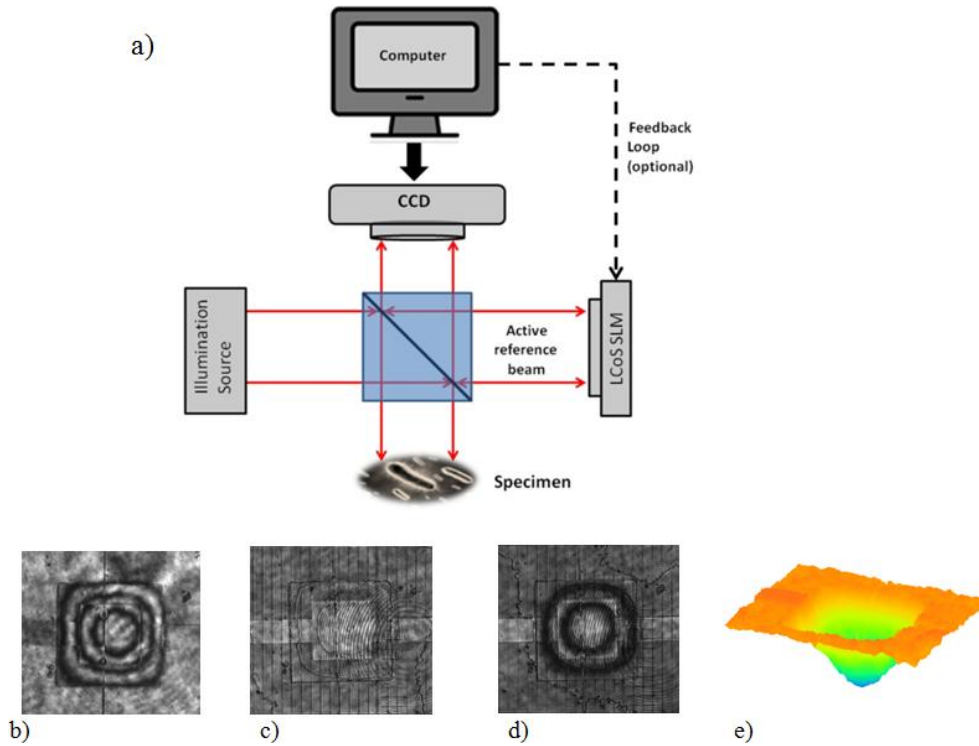 a)
Computer
Feedback
Loop
(optional)
CCD
Illumination
Source
Active
reference
beam
LCoS SLM
Specimen
b)
c)
d)
e)